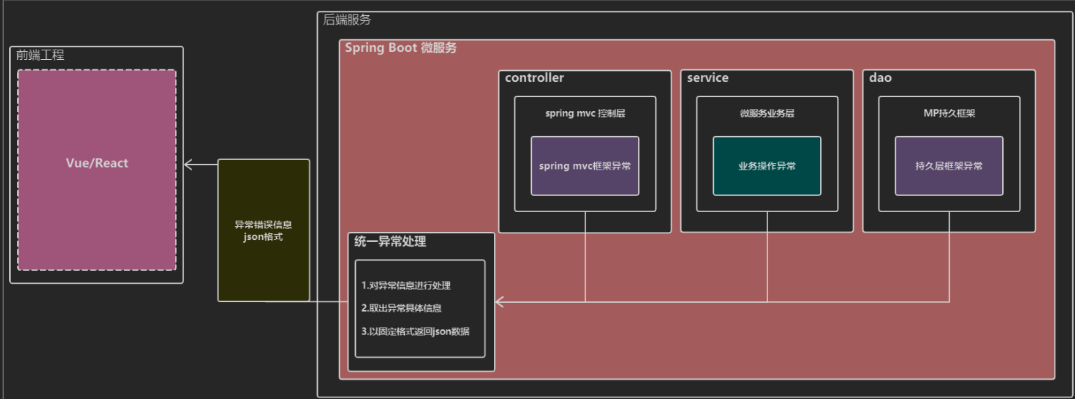 后端服务
前端工程
Spring Boot 微服务
controller
service
dao
spring mvc 控制层
微服务业务层
MP持久框架
Vue/React
spring mvc框架异常
业务操作异常
持久层框架异常
异常错误信息
json格式
统一异常处理
1.对异常信息进行处理
2.取出异常具体信息
3.以固定格式返回json数据